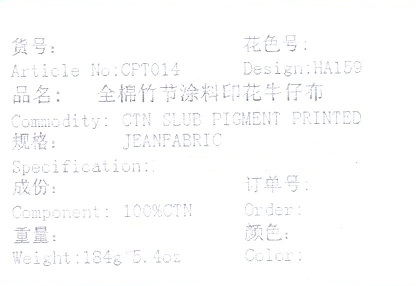 货号: 花色号:
Article No:CPT014 Design:HA159
品名: 全棉竹节涂料印花牛仔布
Commodity: CTN SLUB PIGMENT PRINTED
规格: JEANFABRIC
Specification:
成份: 订单号:
Component: 100%CTN Order:
重量: 颜色:
Weight:184g~5.4oz Color: